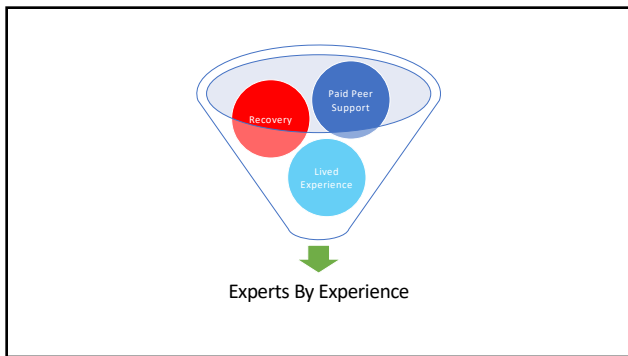 Paid Peer
Support
Recovery
Lived
Experience
Experts By Experience